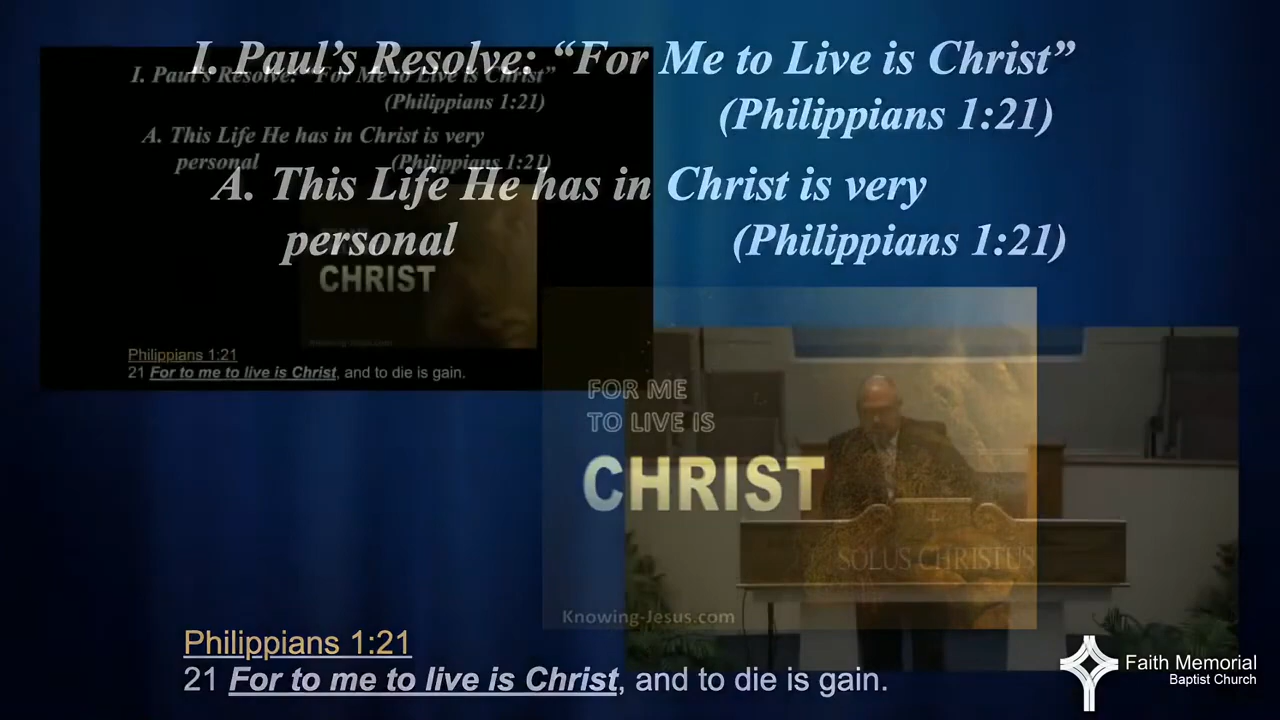 I. Paul’s Resolve: “For Me to Live is Christ”
(Philippians 1:21)
A. This Life He has in Christ is very
personal (Philippians 1:21)
I. Paul’s Resolve: “For Me to Live is Christ”
(Philippians 1:21)
A. This Life He has in Christ is very
personal (Philippians 1:21)
CHRIST
Philippians 1:21
21 For to me to live is Christ, and to die is gain.
FOR ME
TO LIVE IS
CHRIST
SOLUS CHRISTUS
Knowing-Jesus.com
Philippians 1:21
21 For to me to live is Christ, and to die is gain.
Faith Memorial
Baptist Church